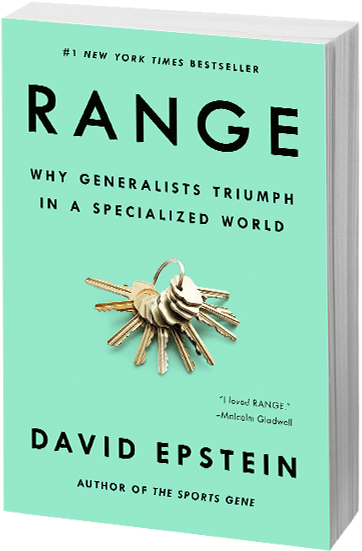 #1 NEW YORK TIMES BESTSELLER
RANGE
WHY GENERALISTS TRIUMPH
IN A SPECIALIZED WORLD
"I loved RANGE."
–Malcolm Gladwell
DAVID EPSTEIN
AUTHOR OF THE SPORTS GENE